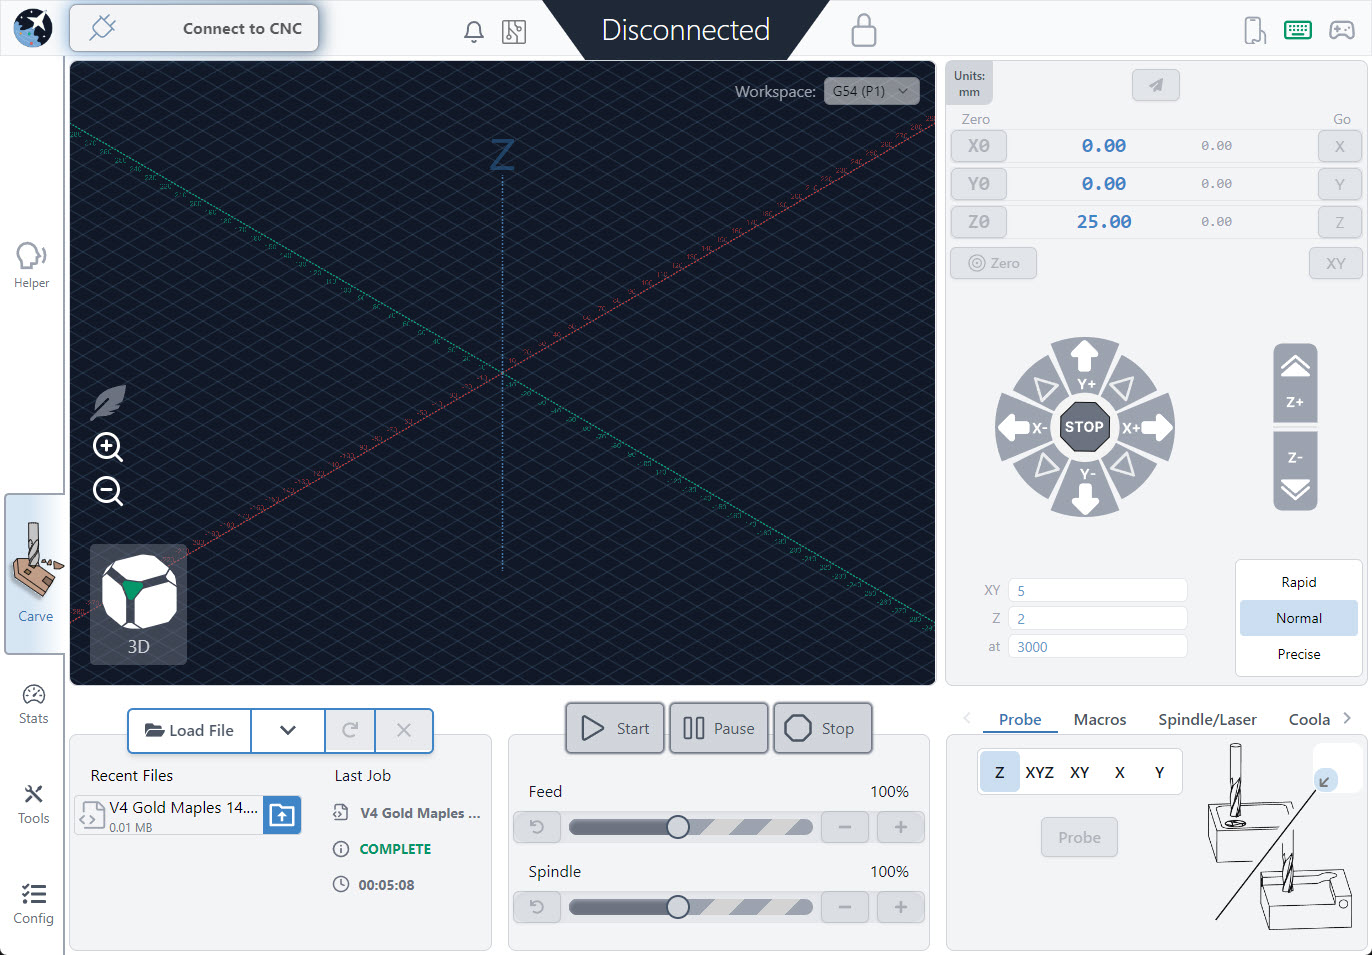 Connect to CNC
Disconnected
Workspace: G54 (P1)
Z
3D
Units:
mm
Zero
Go
X0 0.00 0.00 X
Y0 0.00 0.00 Y
Z0 25.00 0.00 Z
Zero
XY
Y+
X-
STOP
X+
Y-
Z+
Z-
XY 5
Z 2
at 3000
Rapid
Normal
Precise
Helper
Carve
Stats
Tools
Config
Load File
Recent Files
V4 Gold Maples 14....
0.01 MB
Last Job
V4 Gold Maples ...
COMPLETE
00:05:08
Start
Pause
Stop
Feed 100%
Spindle 100%
Probe Macros Spindle/Laser Coola
Z XYZ XY X Y
Probe